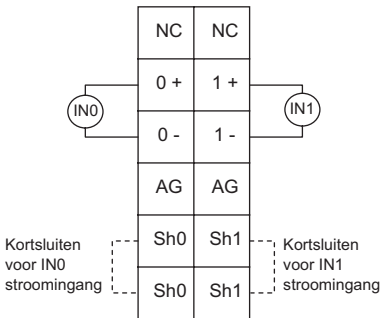 NC NC
0 + 1 +
IN0 IN1
0 - 1 -
AG AG
Sh0 Sh1
Kortsluiten
voor IN0
stroomingang
Kortsluiten
voor IN1
stroomingang
Sh0 Sh1